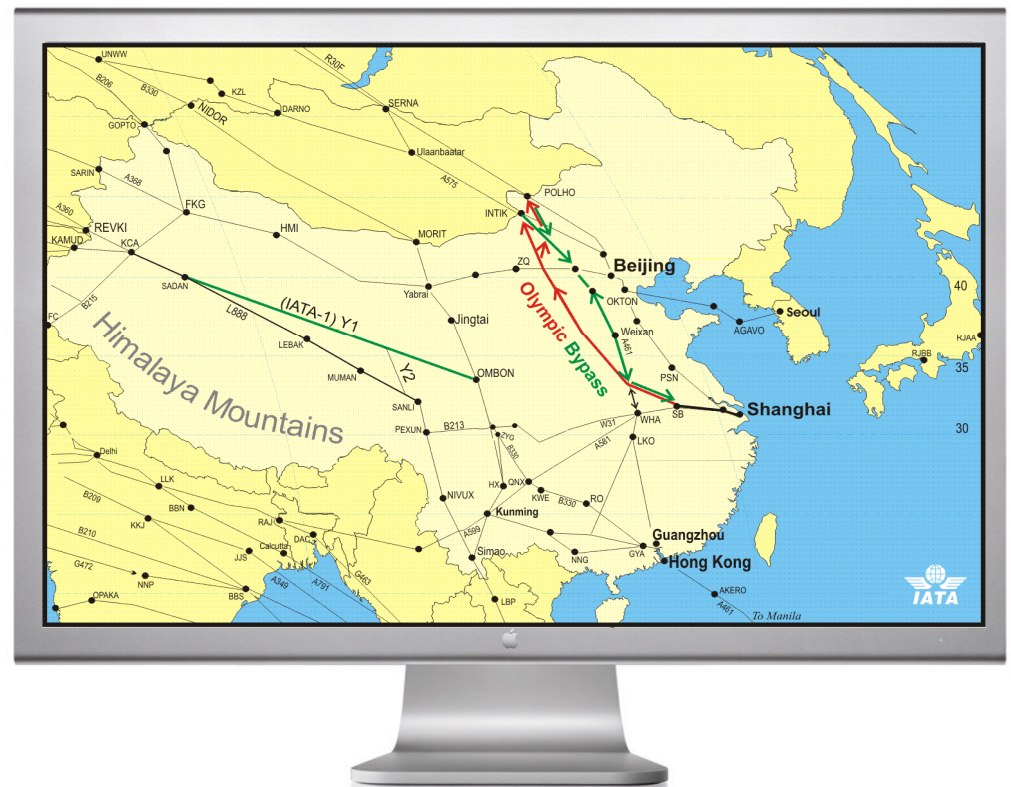 UNWW
B206
B330
KZL
DARNO
NIDOR
GOPTO
R30F
SERNA
Ulaanbaatar
A575
SARIN
A368
FKG
A360
REVKI
KAMUD
KCA
HMI
MORIT
POLHO
INTIK
SADAN
B215
FC
L888
(IATA-1) Y1
Yabrai
ZQ
Beijing
OKTON
Olympic Bypass
Jingtai
LEBAK
MUMAN
Y2
OMBON
SANLI
Weixan
A461
PSN
AGAVO
Seoul
40
RJAA
RJBB
35
30
Himalaya Mountains
PEXUN
B213
ZYG
B330
W31
A581
WHA
SB
Shanghai
LKO
Delhi
LLK
B209
BBN
KKJ
B210
RAJ
DAC
Calcutta
JJS
G472
NNP
BBS
A349
A791
G463
OPAKA
NIVUX
HX
QNX
KWE
B330
RO
Kunming
A599
Simao
LBP
NNG
GYA
Guangzhou
Hong Kong
AKERO
A461
To Manila
IATA